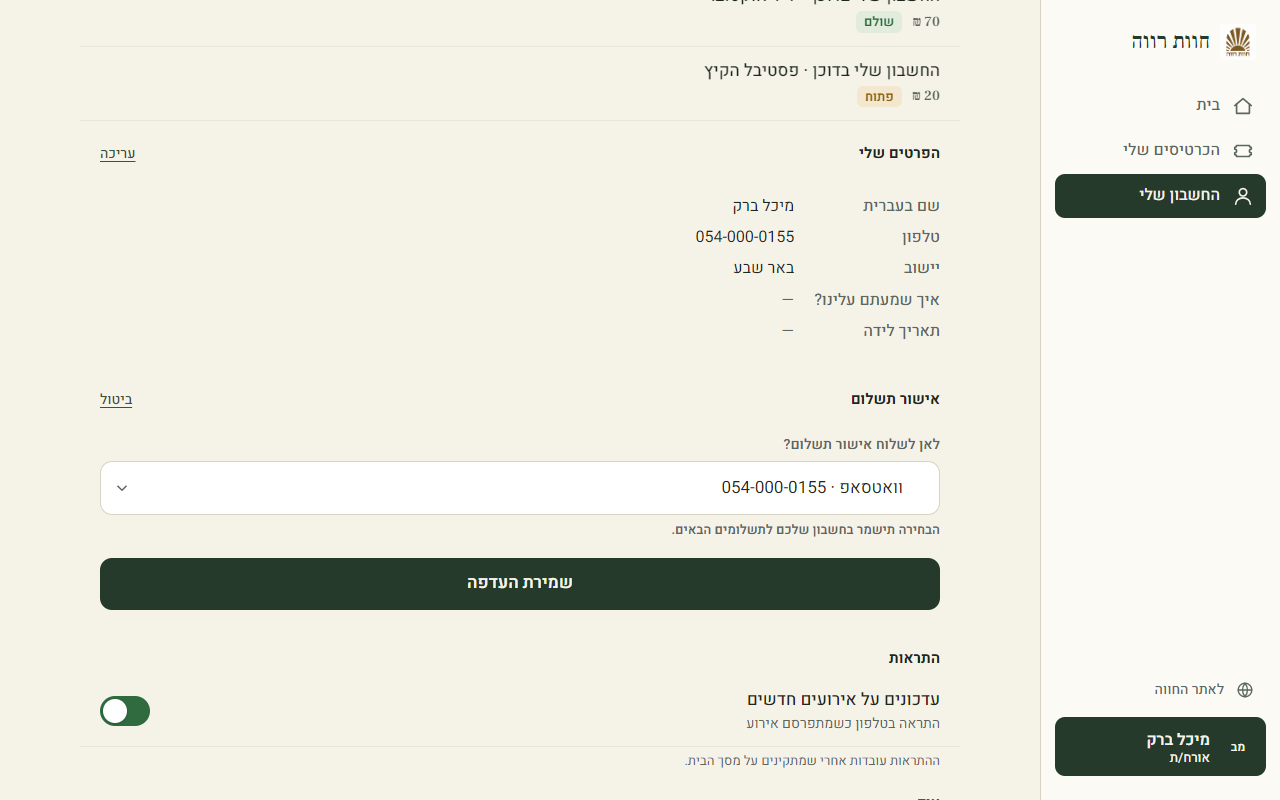 חוות רווה
בית
הכרטיסים שלי
החשבון שלי
לאתר החווה
מב
מיכל ברק
אורח/ת
70 ₪
שולם
החשבון שלי בדוכן · פסטיבל הקיץ
20 ₪
פתוח
הפרטים שלי
עריכה
שם בעברית
מיכל ברק
טלפון
054-000-0155
יישוב
באר שבע
איך שמעתם עלינו?
—
תאריך לידה
—
אישור תשלום
ביטול
לאן לשלוח אישור תשלום?
וואטסאפ · 054-000-0155
הבחירה תישמר בחשבון שלכם לתשלומים הבאים.
שמירת העדפה
התראות
עדכונים על אירועים חדשים
התראה בטלפון כשמתפרסם אירוע
ההתראות עובדות אחרי שמתקינים על מסך הבית.